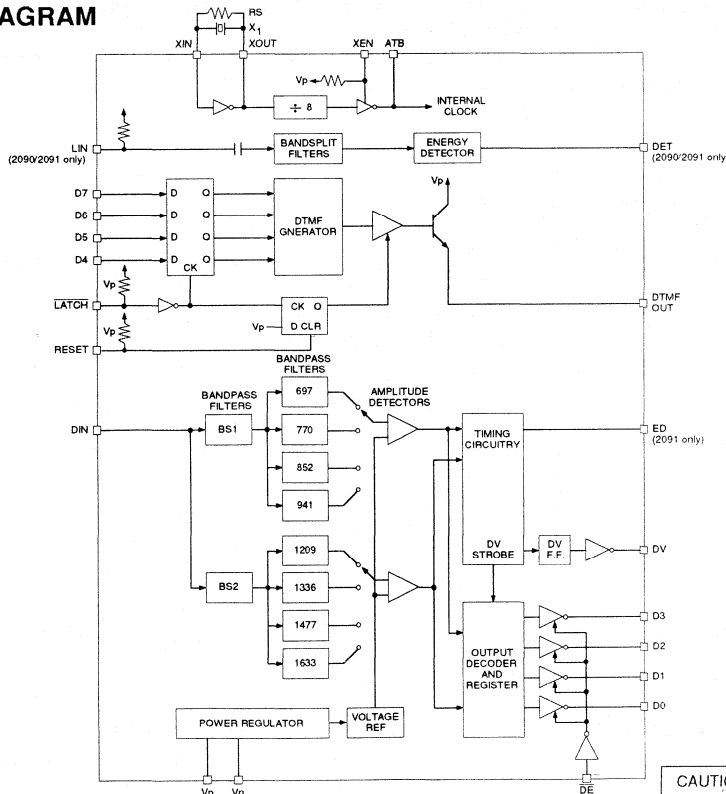 AGRAM
RS
X1
XIN
XOUT
XEN
ATB
Vp
÷ 8
INTERNAL
CLOCK
LIN
(2090/2091 only)
BANDSPLIT
FILTERS
ENERGY
DETECTOR
DET
(2090/2091 only
D7
D6
D5
D4
D Q
D Q
D Q
D Q
CK
DTMF
GNERATOR
Vp
Vp
LATCH
CK Q
D CLR
Vp
Vp
DTMF
OUT
RESET
BANDPASS
FILTERS
BANDPASS
FILTERS
AMPLITUDE
DETECTORS
697
770
852
941
DIN
BS1
TIMING
CIRCUITRY
ED
(2091 only)
DV
STROBE
DV
F.F.
DV
1209
1336
1477
1633
BS2
OUTPUT
DECODER
AND
REGISTER
D3
D2
D1
D0
POWER REGULATOR
VOLTAGE
REF
Vp
Vn
DE
CAUTIO